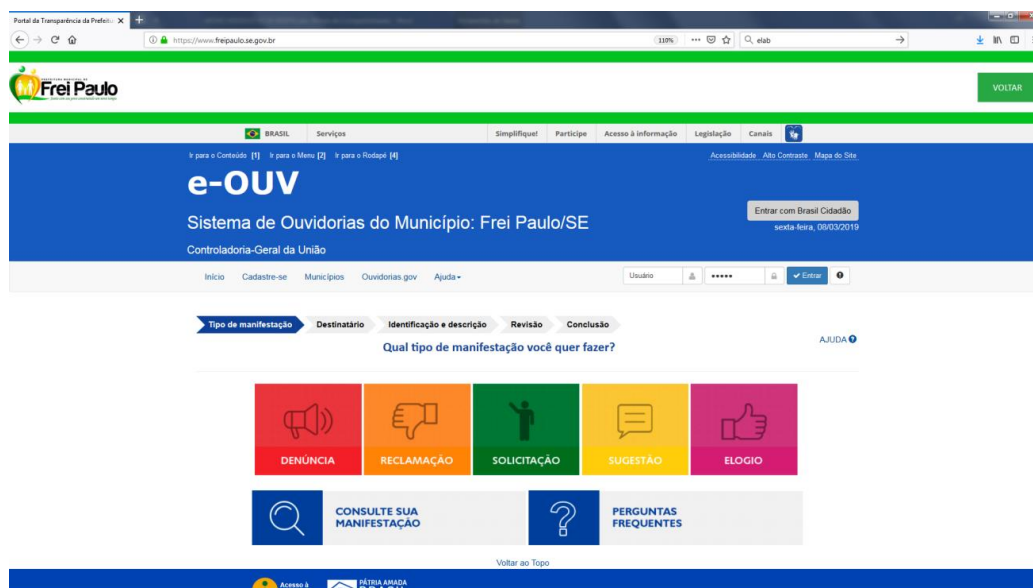 Portal da Transparência da Prefeitu
https://www.freipaulo.se.gov.br
110%
elab
Frei Paulo
VOLTAR
BRASIL Serviços Simplifique! Participe Acesso à informação Legislação Canais
Ir para o Conteúdo [1] Ir para o Menu [2] Ir para o Rodapé [4] Acessibilidade Alto Contraste Mapa do Site
e-OUV
Entrar com Brasil Cidadão
Sistema de Ouvidorias do Município: Frei Paulo/SE
sexta-feira, 08/03/2019
Controladoria-Geral da União
Início Cadastre-se Municípios Ouvidorias.gov Ajuda Usuário Entrar
Tipo de manifestação Destinatário Identificação e descrição Revisão Conclusão
Qual tipo de manifestação você quer fazer?
AJUDA
DENÚNCIA RECLAMAÇÃO SOLICITAÇÃO SUGESTÃO ELOGIO
CONSULTE SUA MANIFESTAÇÃO
PERGUNTAS FREQUENTES
Voltar ao Topo
Acesso à
PÁTRIA AMADA